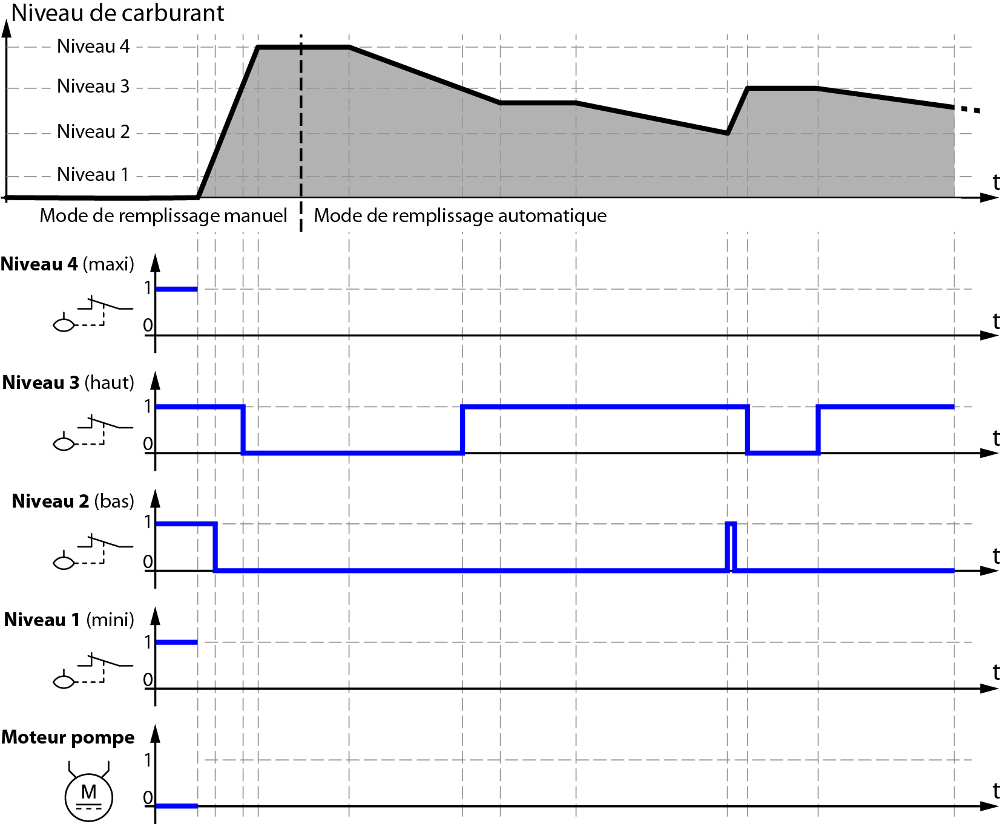 Niveau de carburant
Niveau 4
Niveau 3
Niveau 2
Niveau 1
t
Mode de remplissage manuel
Mode de remplissage automatique
Niveau 4 (maxi)
1
0
t
Niveau 3 (haut)
1
0
t
Niveau 2 (bas)
1
0
t
Niveau 1 (mini)
1
0
t
Moteur pompe
1
M
0
t